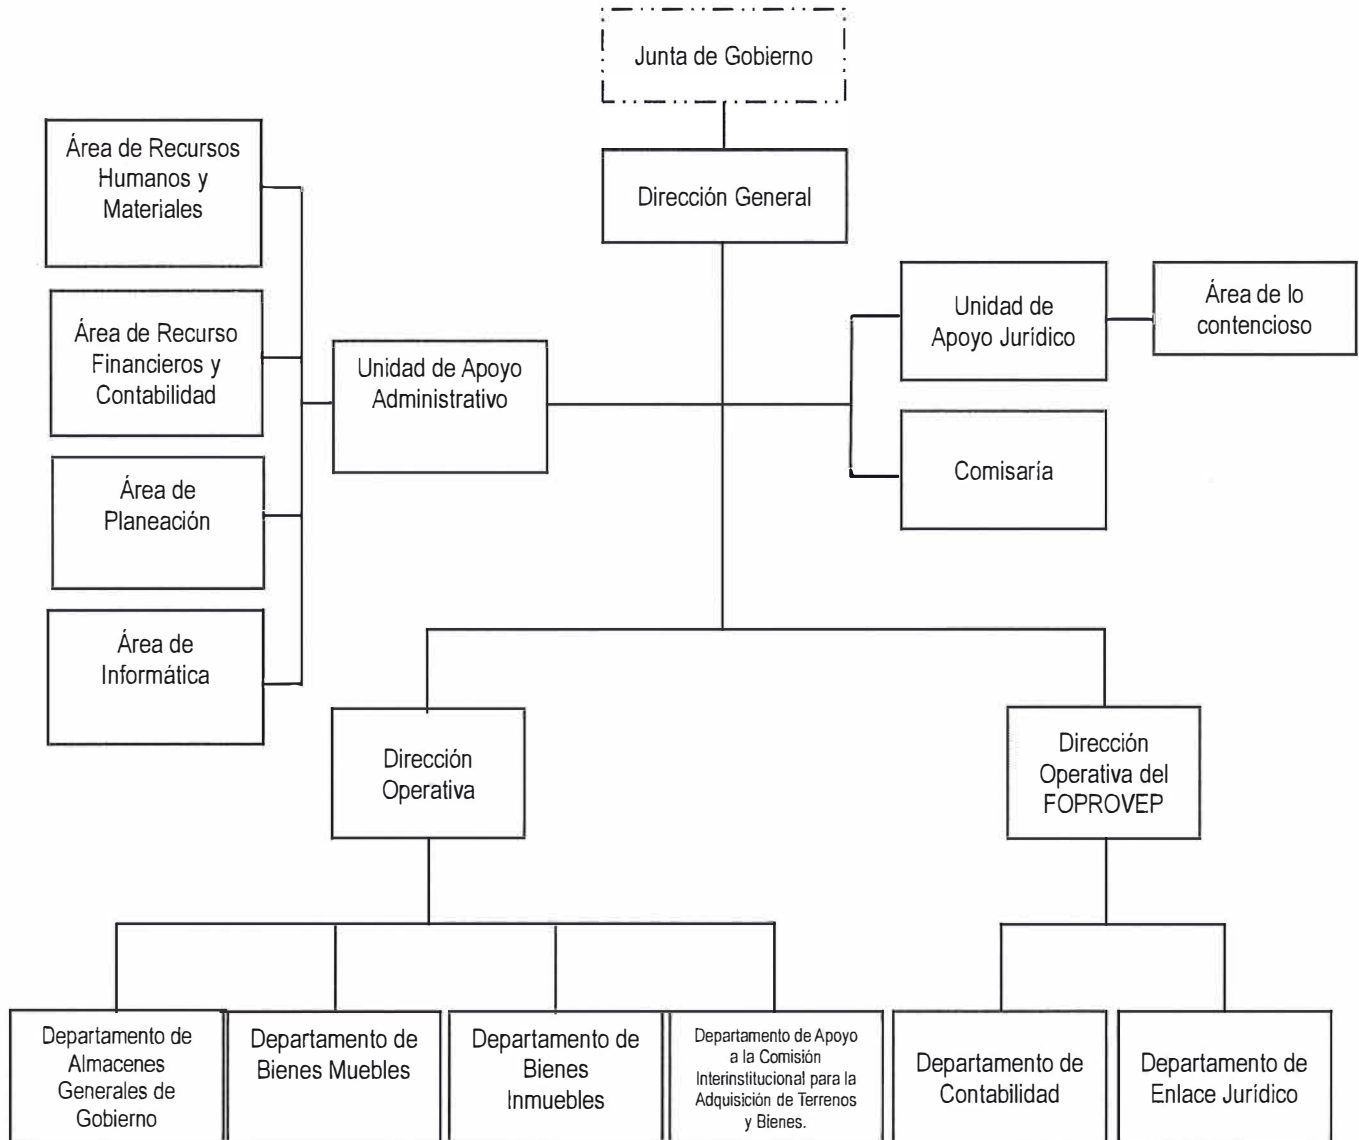 Junta de Gobierno
Dirección General
Área de Recursos
Humanos y
Materiales
Área de Recurso
Financieros y
Contabilidad
Área de
Planeación
Área de
Informática
Unidad de Apoyo
Administrativo
Unidad de
Apoyo Jurídico
Área de lo
contencioso
Comisaría
Dirección
Operativa
Dirección
Operativa del
FOPROVEP
Departamento de
Almacenes
Generales de
Gobierno
Departamento de
Bienes Muebles
Departamento de
Bienes
Inmuebles
Departamento de Apoyo
a la Comisión
Interinstitucional para la
Adquisición de Terrenos
y Bienes.
Departamento de
Contabilidad
Departamento de
Enlace Jurídico